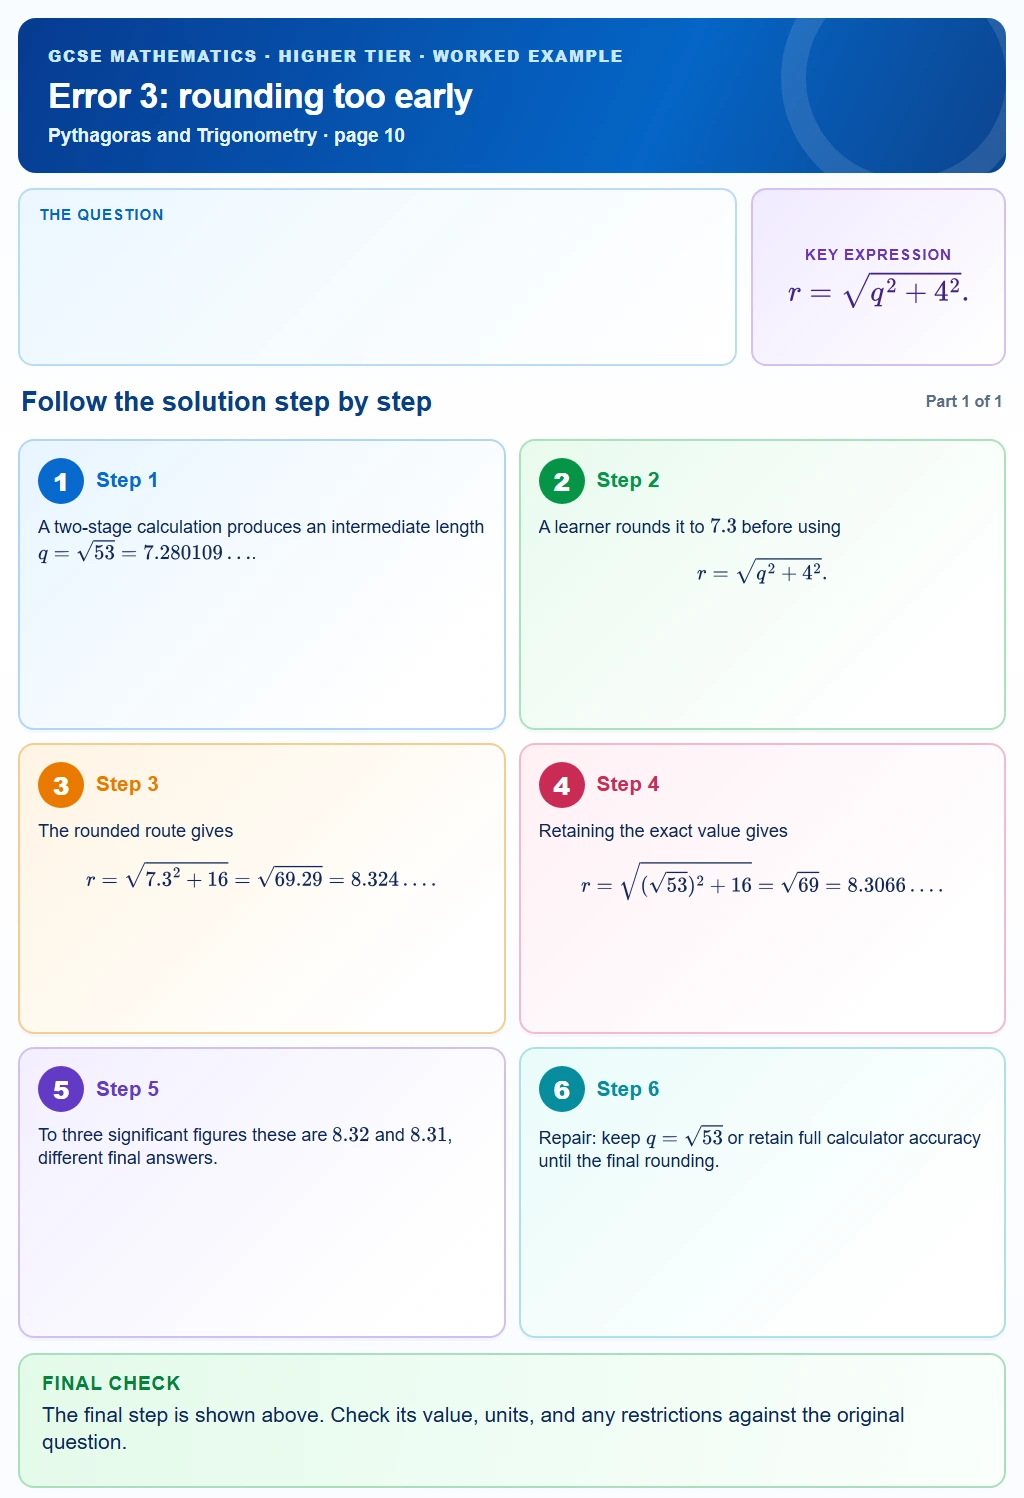 GCSE MATHEMATICS · HIGHER TIER · WORKED EXAMPLE
Error 3: rounding too early
Pythagoras and Trigonometry · page 10
THE QUESTION
KEY EXPRESSION
r = √(q² + 4²).
Follow the solution step by step
Part 1 of 1
1 Step 1
A two-stage calculation produces an intermediate length
q = √53 = 7.280109 . . . .
2 Step 2
A learner rounds it to 7.3 before using
r = √(q² + 4²).
3 Step 3
The rounded route gives
r = √(7.3² + 16) = √69.29 = 8.324 . . . .
4 Step 4
Retaining the exact value gives
r = √((√53)² + 16) = √69 = 8.3066 . . . .
5 Step 5
To three significant figures these are 8.32 and 8.31,
different final answers.
6 Step 6
Repair: keep q = √53 or retain full calculator accuracy
until the final rounding.
FINAL CHECK
The final step is shown above. Check its value, units, and any restrictions against the original
question.